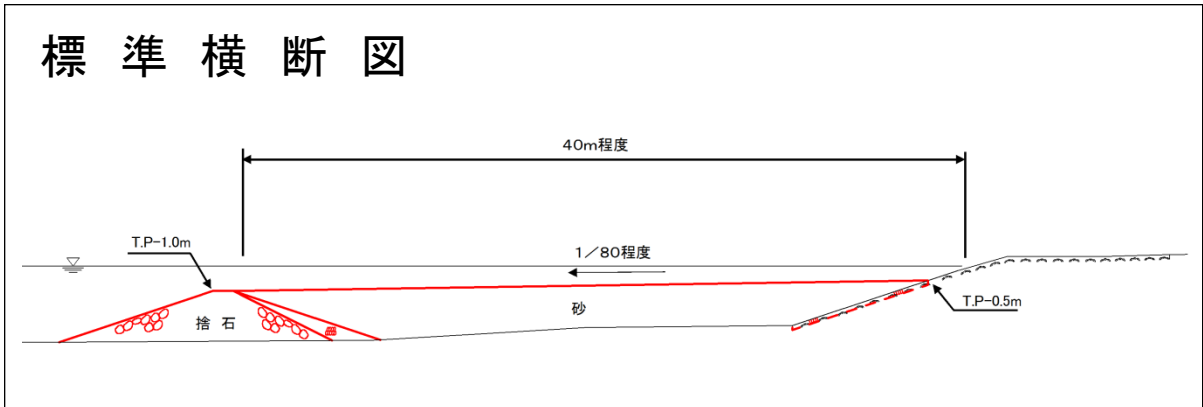 標準横断図
40m程度
T.P-1.0m
1/80程度
T.P-0.5m
砂
捨石